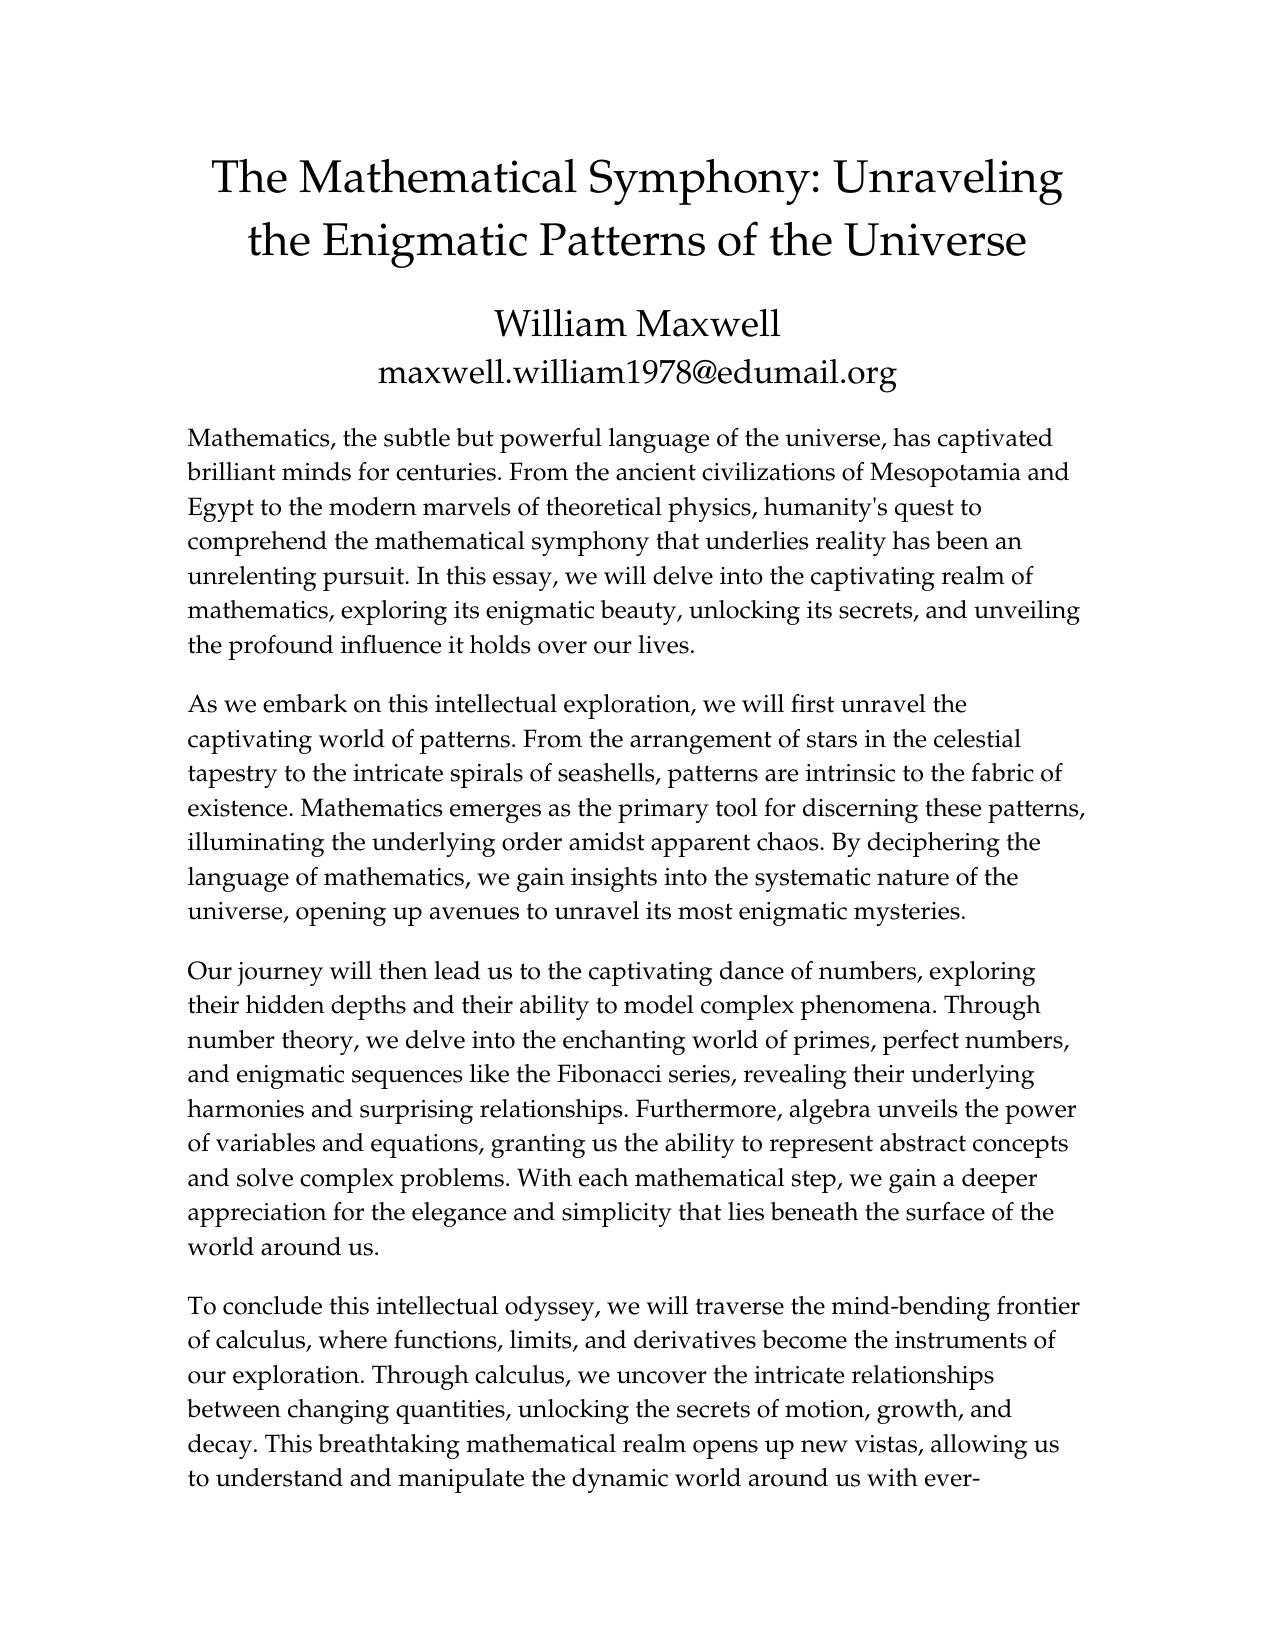 The Mathematical Symphony: Unraveling
the Enigmatic Patterns of the Universe
William Maxwell
maxwell.william1978@edumail.org
Mathematics, the subtle but powerful language of the universe, has captivated
brilliant minds for centuries. From the ancient civilizations of Mesopotamia and
Egypt to the modern marvels of theoretical physics, humanity's quest to
comprehend the mathematical symphony that underlies reality has been an
unrelenting pursuit. In this essay, we will delve into the captivating realm of
mathematics, exploring its enigmatic beauty, unlocking its secrets, and unveiling
the profound influence it holds over our lives.
As we embark on this intellectual exploration, we will first unravel the
captivating world of patterns. From the arrangement of stars in the celestial
tapestry to the intricate spirals of seashells, patterns are intrinsic to the fabric of
existence. Mathematics emerges as the primary tool for discerning these patterns,
illuminating the underlying order amidst apparent chaos. By deciphering the
language of mathematics, we gain insights into the systematic nature of the
universe, opening up avenues to unravel its most enigmatic mysteries.
Our journey will then lead us to the captivating dance of numbers, exploring
their hidden depths and their ability to model complex phenomena. Through
number theory, we delve into the enchanting world of primes, perfect numbers,
and enigmatic sequences like the Fibonacci series, revealing their underlying
harmonies and surprising relationships. Furthermore, algebra unveils the power
of variables and equations, granting us the ability to represent abstract concepts
and solve complex problems. With each mathematical step, we gain a deeper
appreciation for the elegance and simplicity that lies beneath the surface of the
world around us.
To conclude this intellectual odyssey, we will traverse the mind-bending frontier
of calculus, where functions, limits, and derivatives become the instruments of
our exploration. Through calculus, we uncover the intricate relationships
between changing quantities, unlocking the secrets of motion, growth, and
decay. This breathtaking mathematical realm opens up new vistas, allowing us
to understand and manipulate the dynamic world around us with ever-